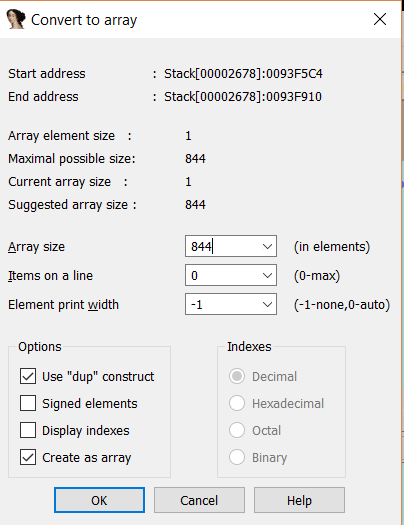 Convert to array
Start address : Stack[00002678]:0093F5C4
End address : Stack[00002678]:0093F910
Array element size : 1
Maximal possible size: 844
Current array size : 1
Suggested array size : 844
Array size 844 (in elements)
Items on a line 0 (0-max)
Element print width -1 (-1-none,0-auto)
Options Indexes
Use "dup" construct Decimal
Signed elements Hexadecimal
Display indexes Octal
Create as array Binary
OK Cancel Help